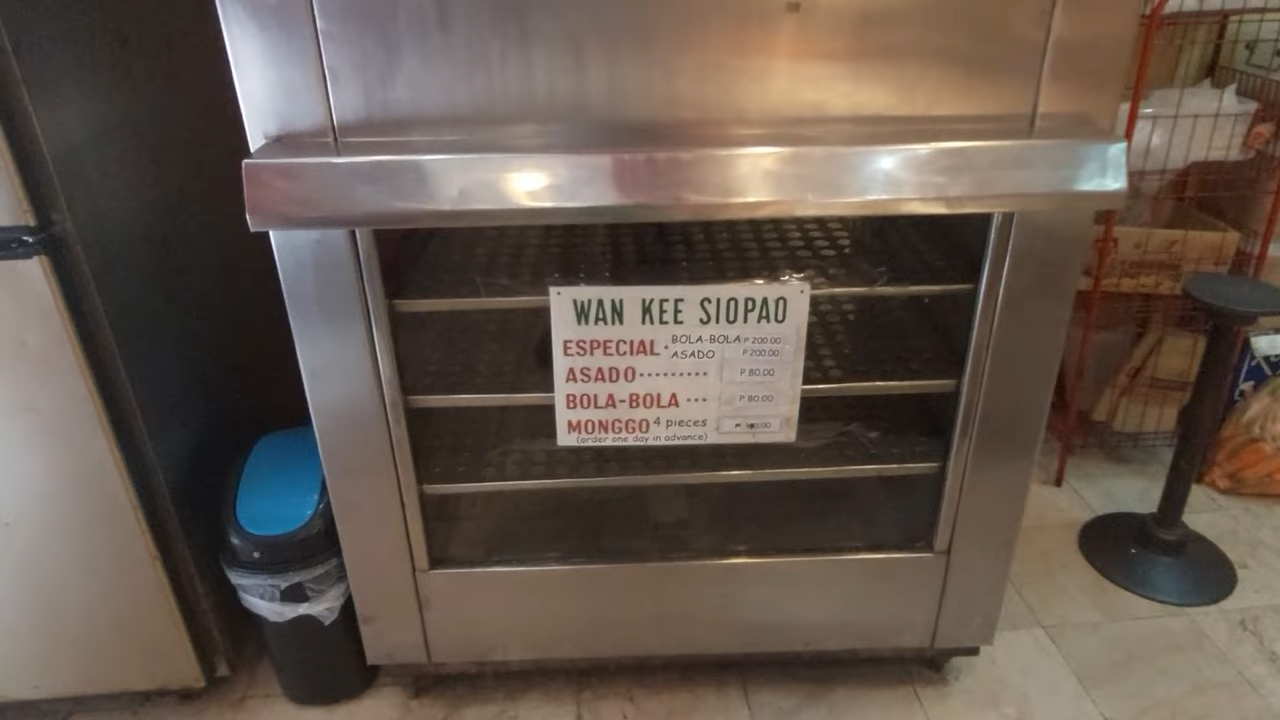 WAN KEE SIOPAO
ESPECIAL · BOLA-BOLA ₱ 200.00
ASADO ₱ 200.00
ASADO ········· ₱ 80.00
BOLA-BOLA ··· ₱ 80.00
MONGGO 4 pieces
(order one day in advance)